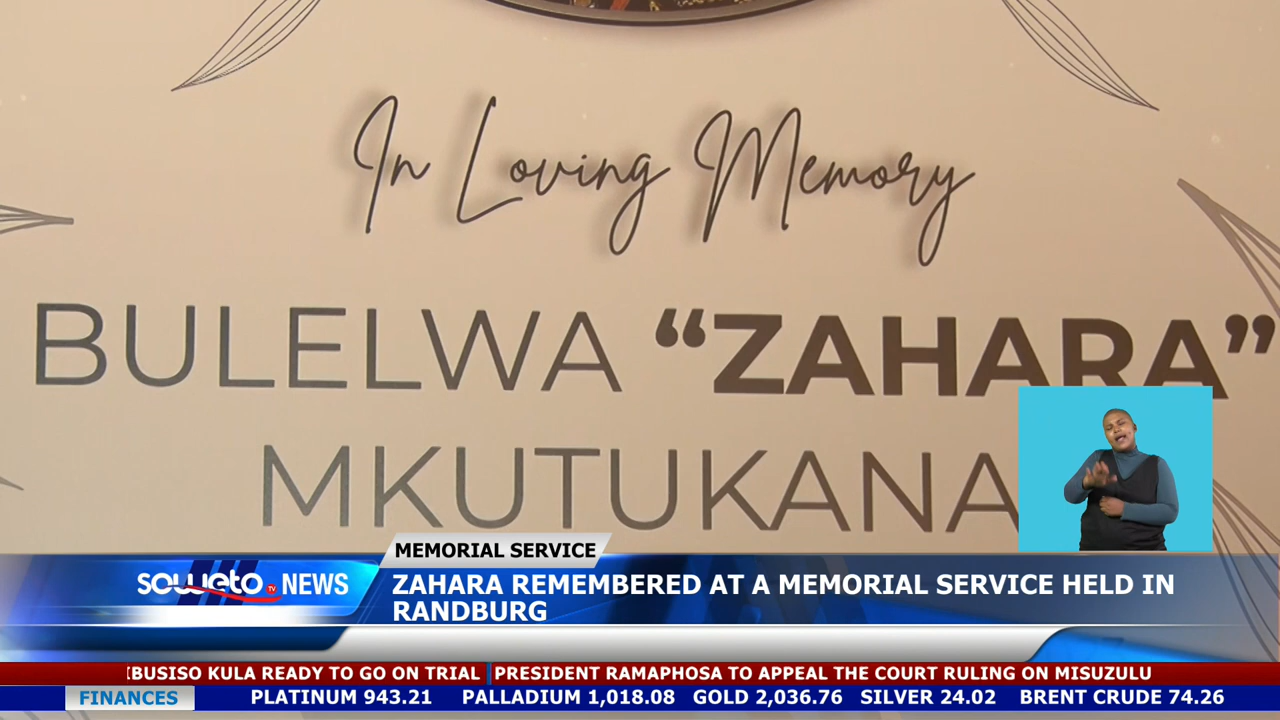 In Loving Memory
BULELWA “ZAHARA”
MKUTUKANA
MEMORIAL SERVICE
SOWETO TV NEWS
ZAHARA REMEMBERED AT A MEMORIAL SERVICE HELD IN
RANDBURG
BUSISO KULA READY TO GO ON TRIAL PRESIDENT RAMAPHOSA TO APPEAL THE COURT RULING ON MISUZULU
FINANCES PLATINUM 943.21 PALLADIUM 1,018.08 GOLD 2,036.76 SILVER 24.02 BRENT CRUDE 74.26